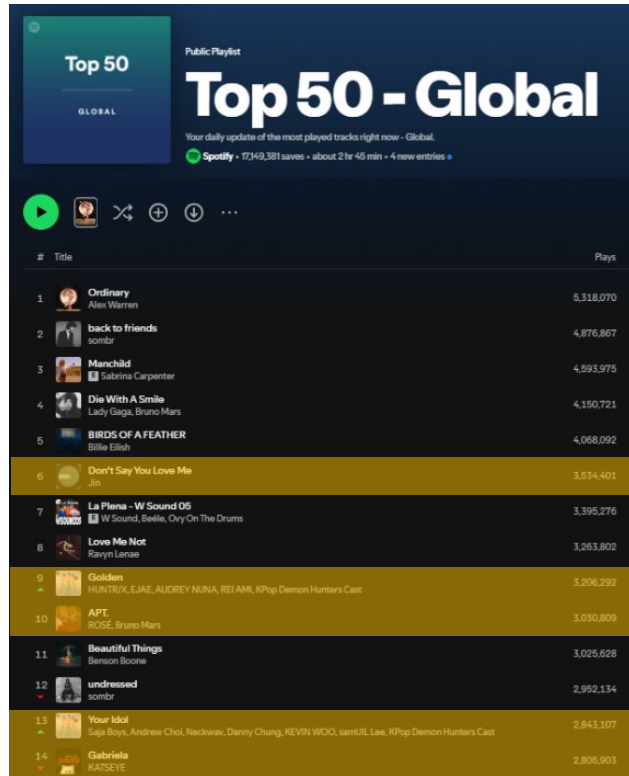 Top 50
GLOBAL
Public Playlist
Top 50 - Global
Your daily update of the most played tracks right now - Global.
Spotify • 17,149,381 saves • about 2 hr 45 min • 4 new entries
# Title Plays
1 Ordinary 5,318,070
Alex Warren
2 back to friends 4,876,867
sombr
3 Manchild 4,593,975
E Sabrina Carpenter
4 Die With A Smile 4,150,721
Lady Gaga, Bruno Mars
5 BIRDS OF A FEATHER 4,068,092
Billie Eilish
6 Don't Say You Love Me 3,534,401
Jin
7 La Plena - W Sound 05 3,395,276
E W Sound, Beéle, Ovy On The Drums
8 Love Me Not 3,263,802
Ravyn Lenae
9 Golden 3,206,292
HUNTR/X, EJAE, AUDREY NUNA, REI AMI, KPop Demon Hunters Cast
10 APT. 3,030,809
ROSÉ, Bruno Mars
11 Beautiful Things 3,025,628
Benson Boone
12 undressed 2,952,134
sombr
13 Your Idol 2,843,107
Saja Boys, Andrew Choi, Neckwav, Danny Chung, KEVIN WOO, samUIL Lee, KPop Demon Hunters Cast
14 Gabriela 2,805,903
KATSEYE